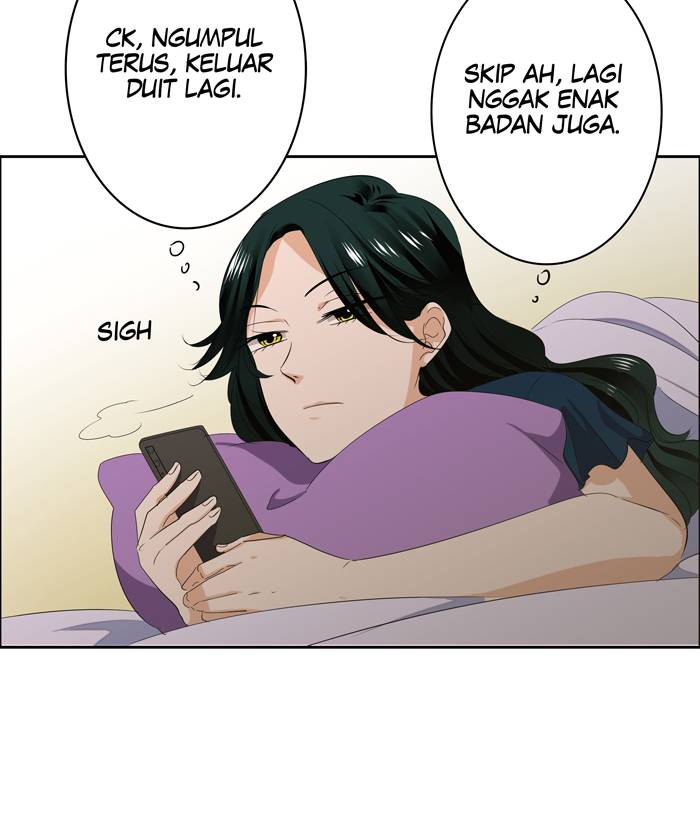 CK, NGUMPUL
TERUS, KELUAR
DUIT LAGI.
SKIP AH, LAGI
NGGAK ENAK
BADAN JUGA.
SIGH